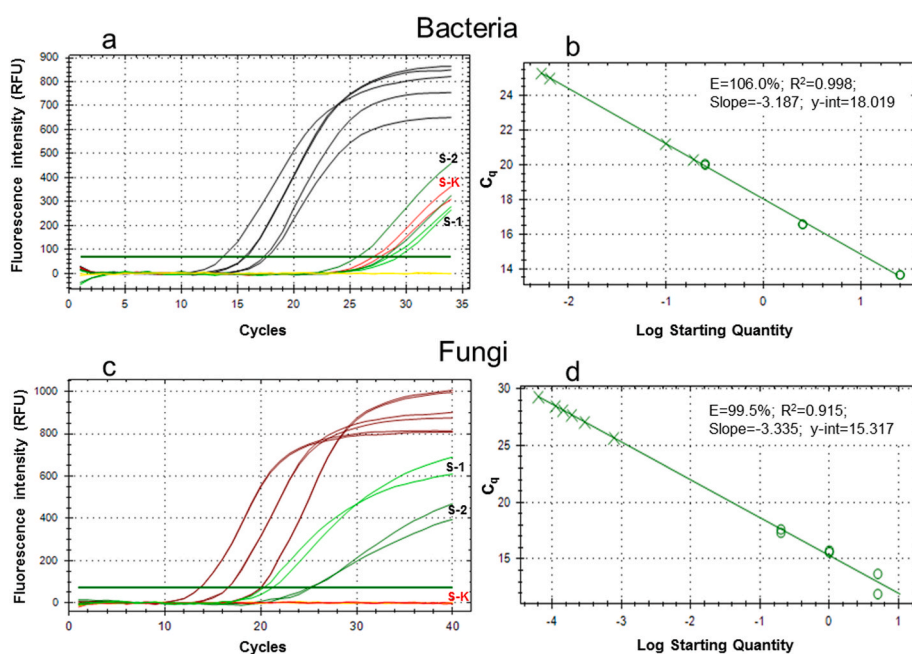 Bacteria
a
Fluorescence intensity (RFU)
900
800
700
600
500
400
300
200
100
0
S-2
S-K
S-1
0 5 10 15 20 25 30 35
Cycles
b
Cq
24
22
20
18
16
14
E=106.0%; R²=0.998;
Slope=-3.187; y-int=18.019
-2 -1 0 1
Log Starting Quantity
Fungi
c
Fluorescence intensity (RFU)
1000
800
600
400
200
0
S-1
S-2
S-K
0 10 20 30 40
Cycles
d
Cq
30
25
20
15
E=99.5%; R²=0.915;
Slope=-3.335; y-int=15.317
-4 -3 -2 -1 0 1
Log Starting Quantity